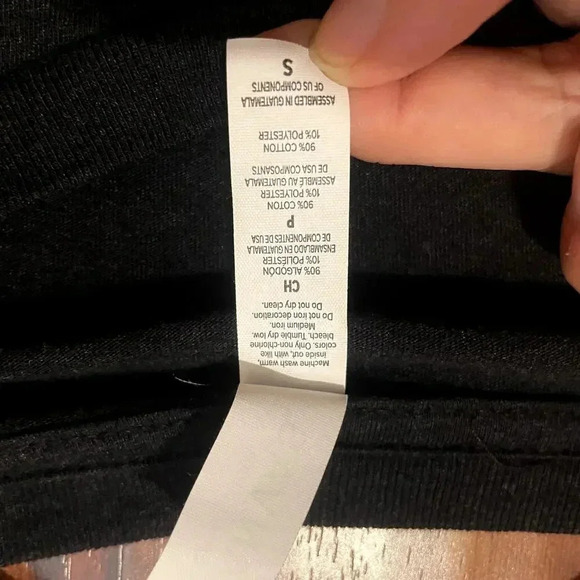 Machine wash warm,
inside out, with like
colors. Only non-chlorine
bleach. Tumble dry low.
Medium iron.
Do not iron decoration.
Do not dry clean.
CH
90% ALGODÓN
10% POLIÉSTER
ENSAMBLADO EN GUATEMALA
DE COMPONENTES DE USA
P
90% COTON
10% POLYESTER
ASSEMBLÉ AU GUATEMALA
DE USA COMPOSANTS
90% COTTON
10% POLYESTER
ASSEMBLED IN GUATEMALA
OF US COMPONENTS
S